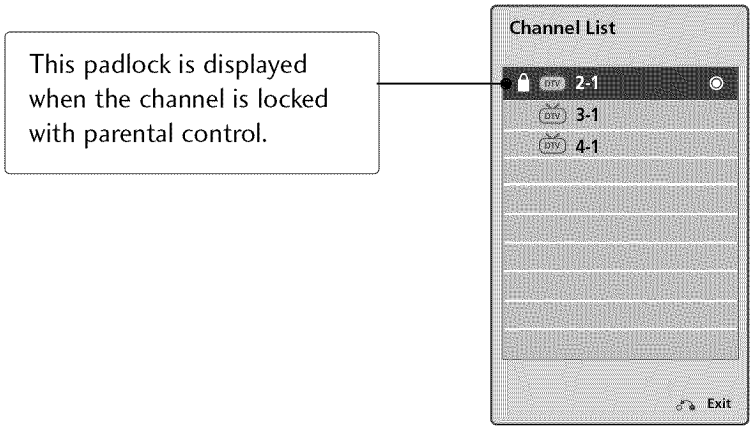 Channel List
This padlock is displayed
when the channel is locked
with parental control.
DTV 2-1
DTV 3-1
DTV 4-1
Exit